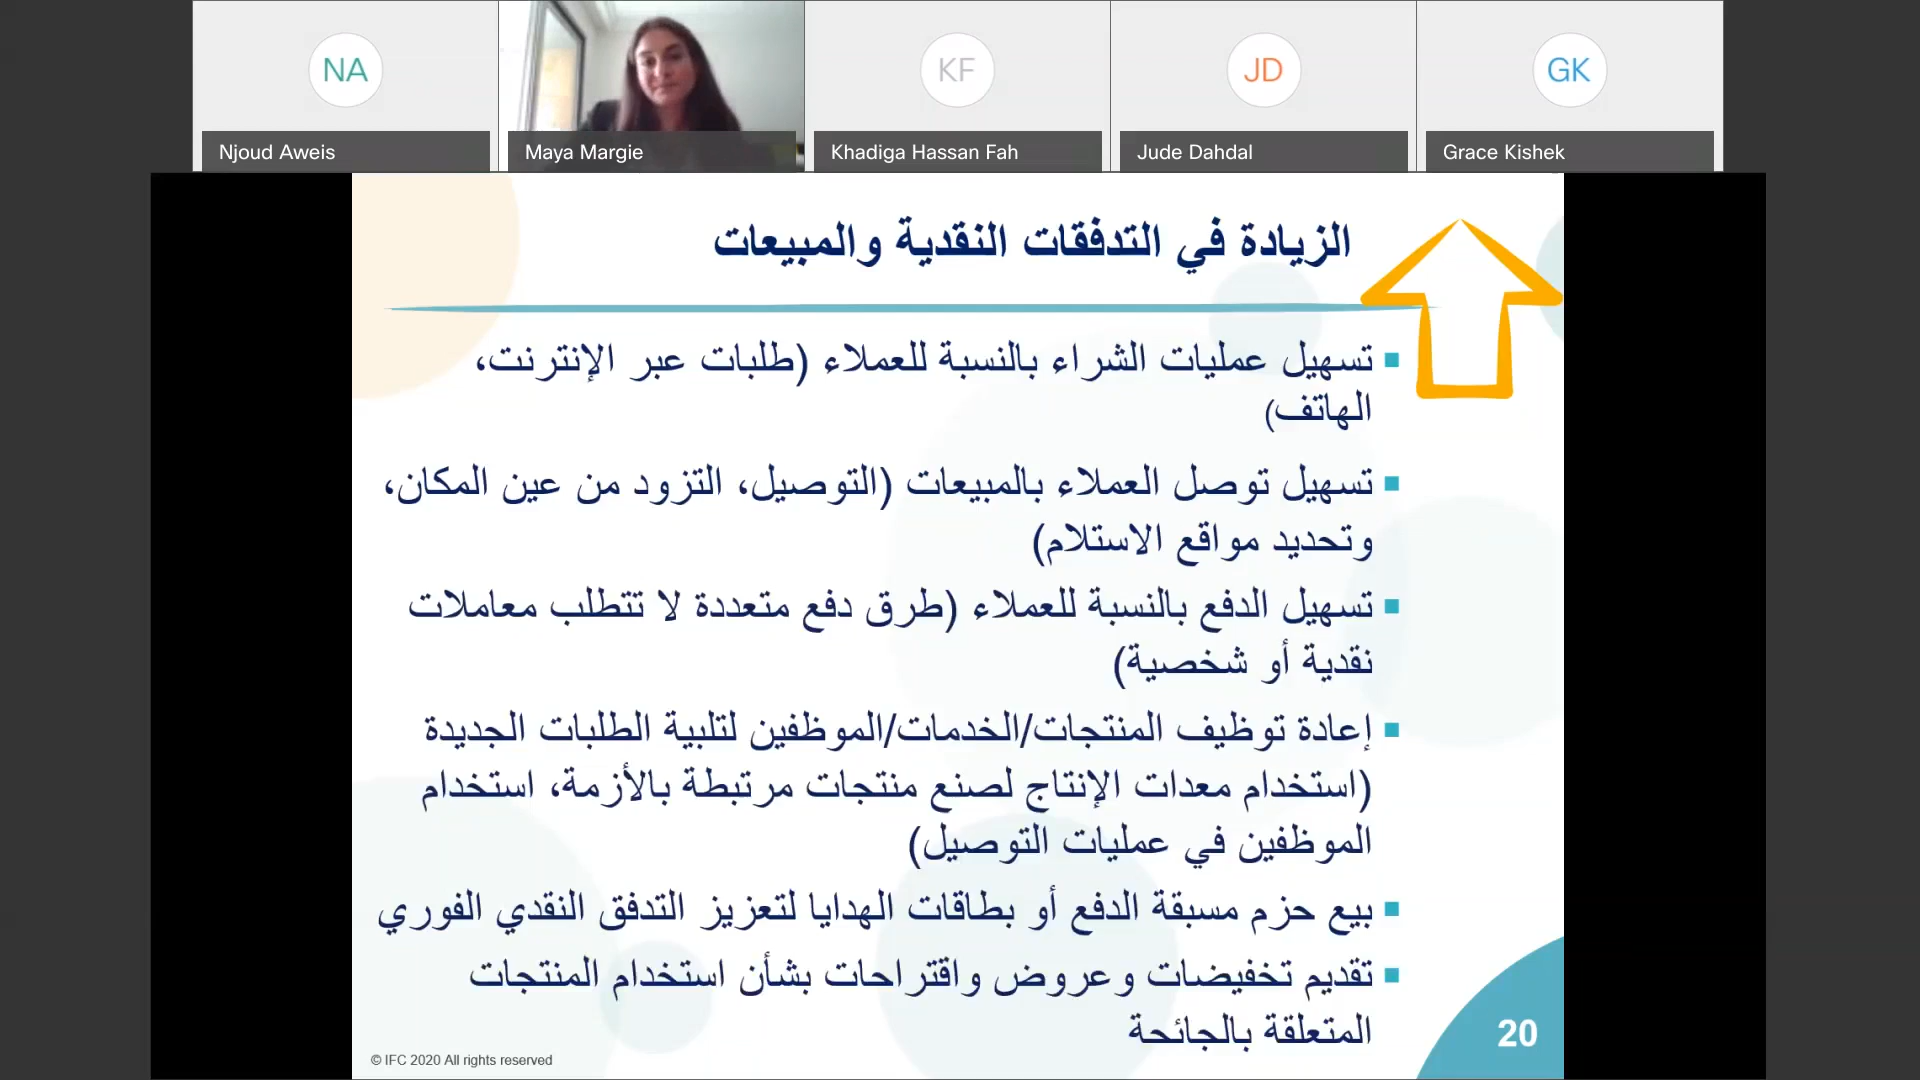 NA
KF
JD
GK
Njoud Aweis
Maya Margie
Khadiga Hassan Fah
Jude Dahdal
Grace Kishek
الزيادة في التدفقات النقدية والمبيعات
تسهيل عمليات الشراء بالنسبة للعملاء (طلبات عبر الإنترنت،
الهاتف)
تسهيل توصل العملاء بالمبيعات (التوصيل، التزود من عين المكان،
وتحديد مواقع الاستلام)
تسهيل الدفع بالنسبة للعملاء (طرق دفع متعددة لا تتطلب معاملات
نقدية أو شخصية)
إعادة توظيف المنتجات/الخدمات/الموظفين لتلبية الطلبات الجديدة
(استخدام معدات الإنتاج لصنع منتجات مرتبطة بالأزمة، استخدام
الموظفين في عمليات التوصيل)
بيع حزم مسبقة الدفع أو بطاقات الهدايا لتعزيز التدفق النقدي الفوري
تقديم تخفيضات وعروض واقتراحات بشأن استخدام المنتجات
المتعلقة بالجائحة
© IFC 2020 All rights reserved
20